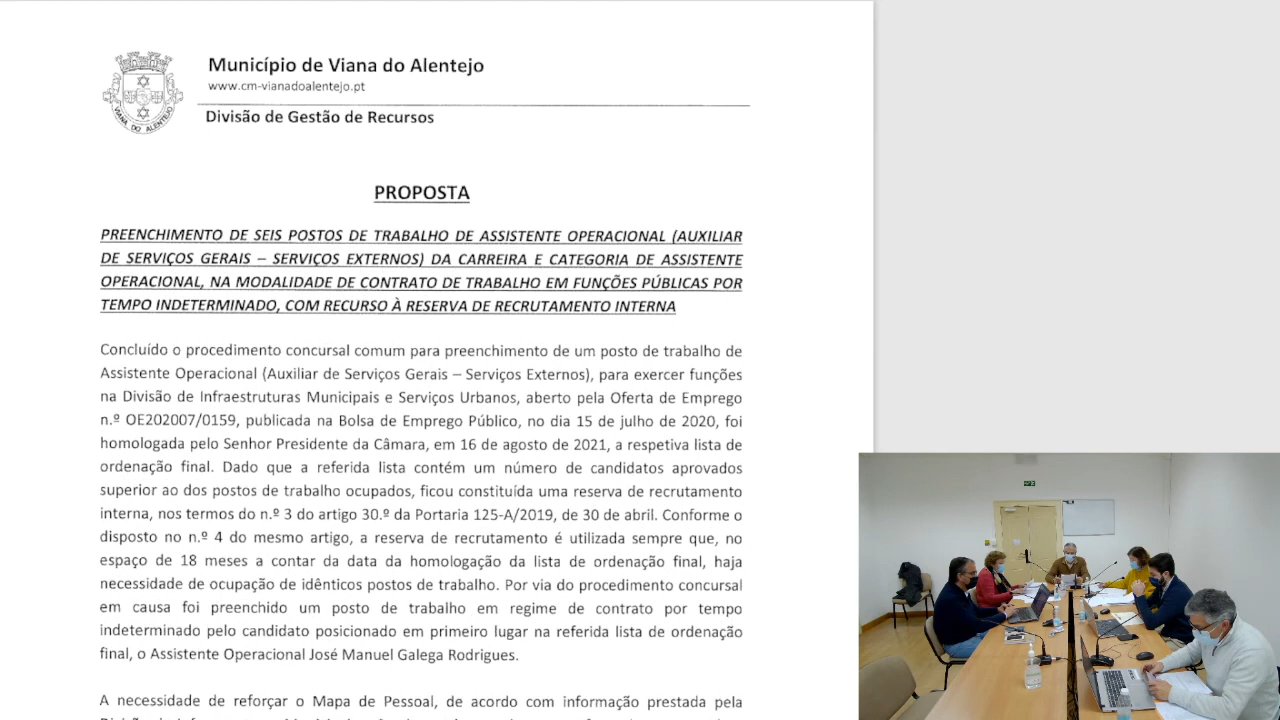 Município de Viana do Alentejo
www.cm-vianadoalentejo.pt
Divisão de Gestão de Recursos
VIANA DO ALENTEJO
PROPOSTA
PREENCHIMENTO DE SEIS POSTOS DE TRABALHO DE ASSISTENTE OPERACIONAL (AUXILIAR
DE SERVIÇOS GERAIS – SERVIÇOS EXTERNOS) DA CARREIRA E CATEGORIA DE ASSISTENTE
OPERACIONAL, NA MODALIDADE DE CONTRATO DE TRABALHO EM FUNÇÕES PÚBLICAS POR
TEMPO INDETERMINADO, COM RECURSO À RESERVA DE RECRUTAMENTO INTERNA
Concluído o procedimento concursal comum para preenchimento de um posto de trabalho de
Assistente Operacional (Auxiliar de Serviços Gerais – Serviços Externos), para exercer funções
na Divisão de Infraestruturas Municipais e Serviços Urbanos, aberto pela Oferta de Emprego
n.º OE202007/0159, publicada na Bolsa de Emprego Público, no dia 15 de julho de 2020, foi
homologada pelo Senhor Presidente da Câmara, em 16 de agosto de 2021, a respetiva lista de
ordenação final. Dado que a referida lista contém um número de candidatos aprovados
superior ao dos postos de trabalho ocupados, ficou constituída uma reserva de recrutamento
interna, nos termos do n.º 3 do artigo 30.º da Portaria 125-A/2019, de 30 de abril. Conforme o
disposto no n.º 4 do mesmo artigo, a reserva de recrutamento é utilizada sempre que, no
espaço de 18 meses a contar da data da homologação da lista de ordenação final, haja
necessidade de ocupação de idênticos postos de trabalho. Por via do procedimento concursal
em causa foi preenchido um posto de trabalho em regime de contrato por tempo
indeterminado pelo candidato posicionado em primeiro lugar na referida lista de ordenação
final, o Assistente Operacional José Manuel Galega Rodrigues.
A necessidade de reforçar o Mapa de Pessoal, de acordo com informação prestada pela